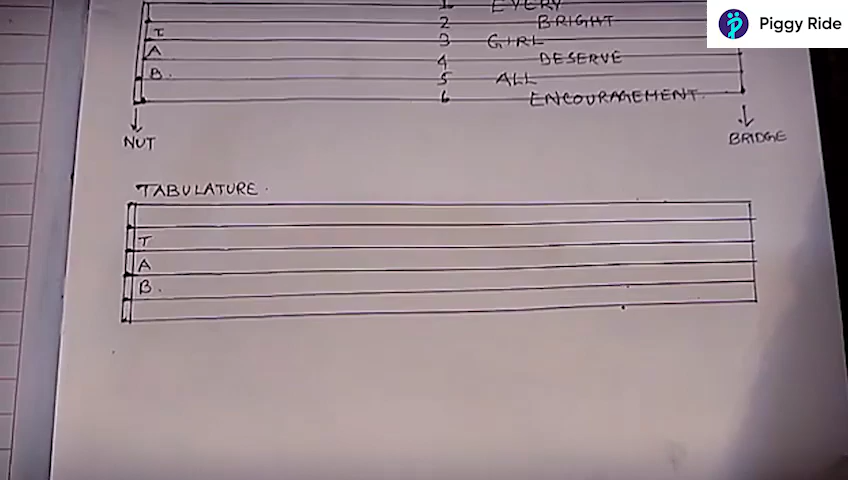 1 EVERY
2 BRIGHT
T
3 GIRL
A
4 DESERVE
B.
5 ALL
6 ENCOURAGEMENT.
NUT
BRIDGE
TABULATURE.
T
A
B.
Piggy Ride